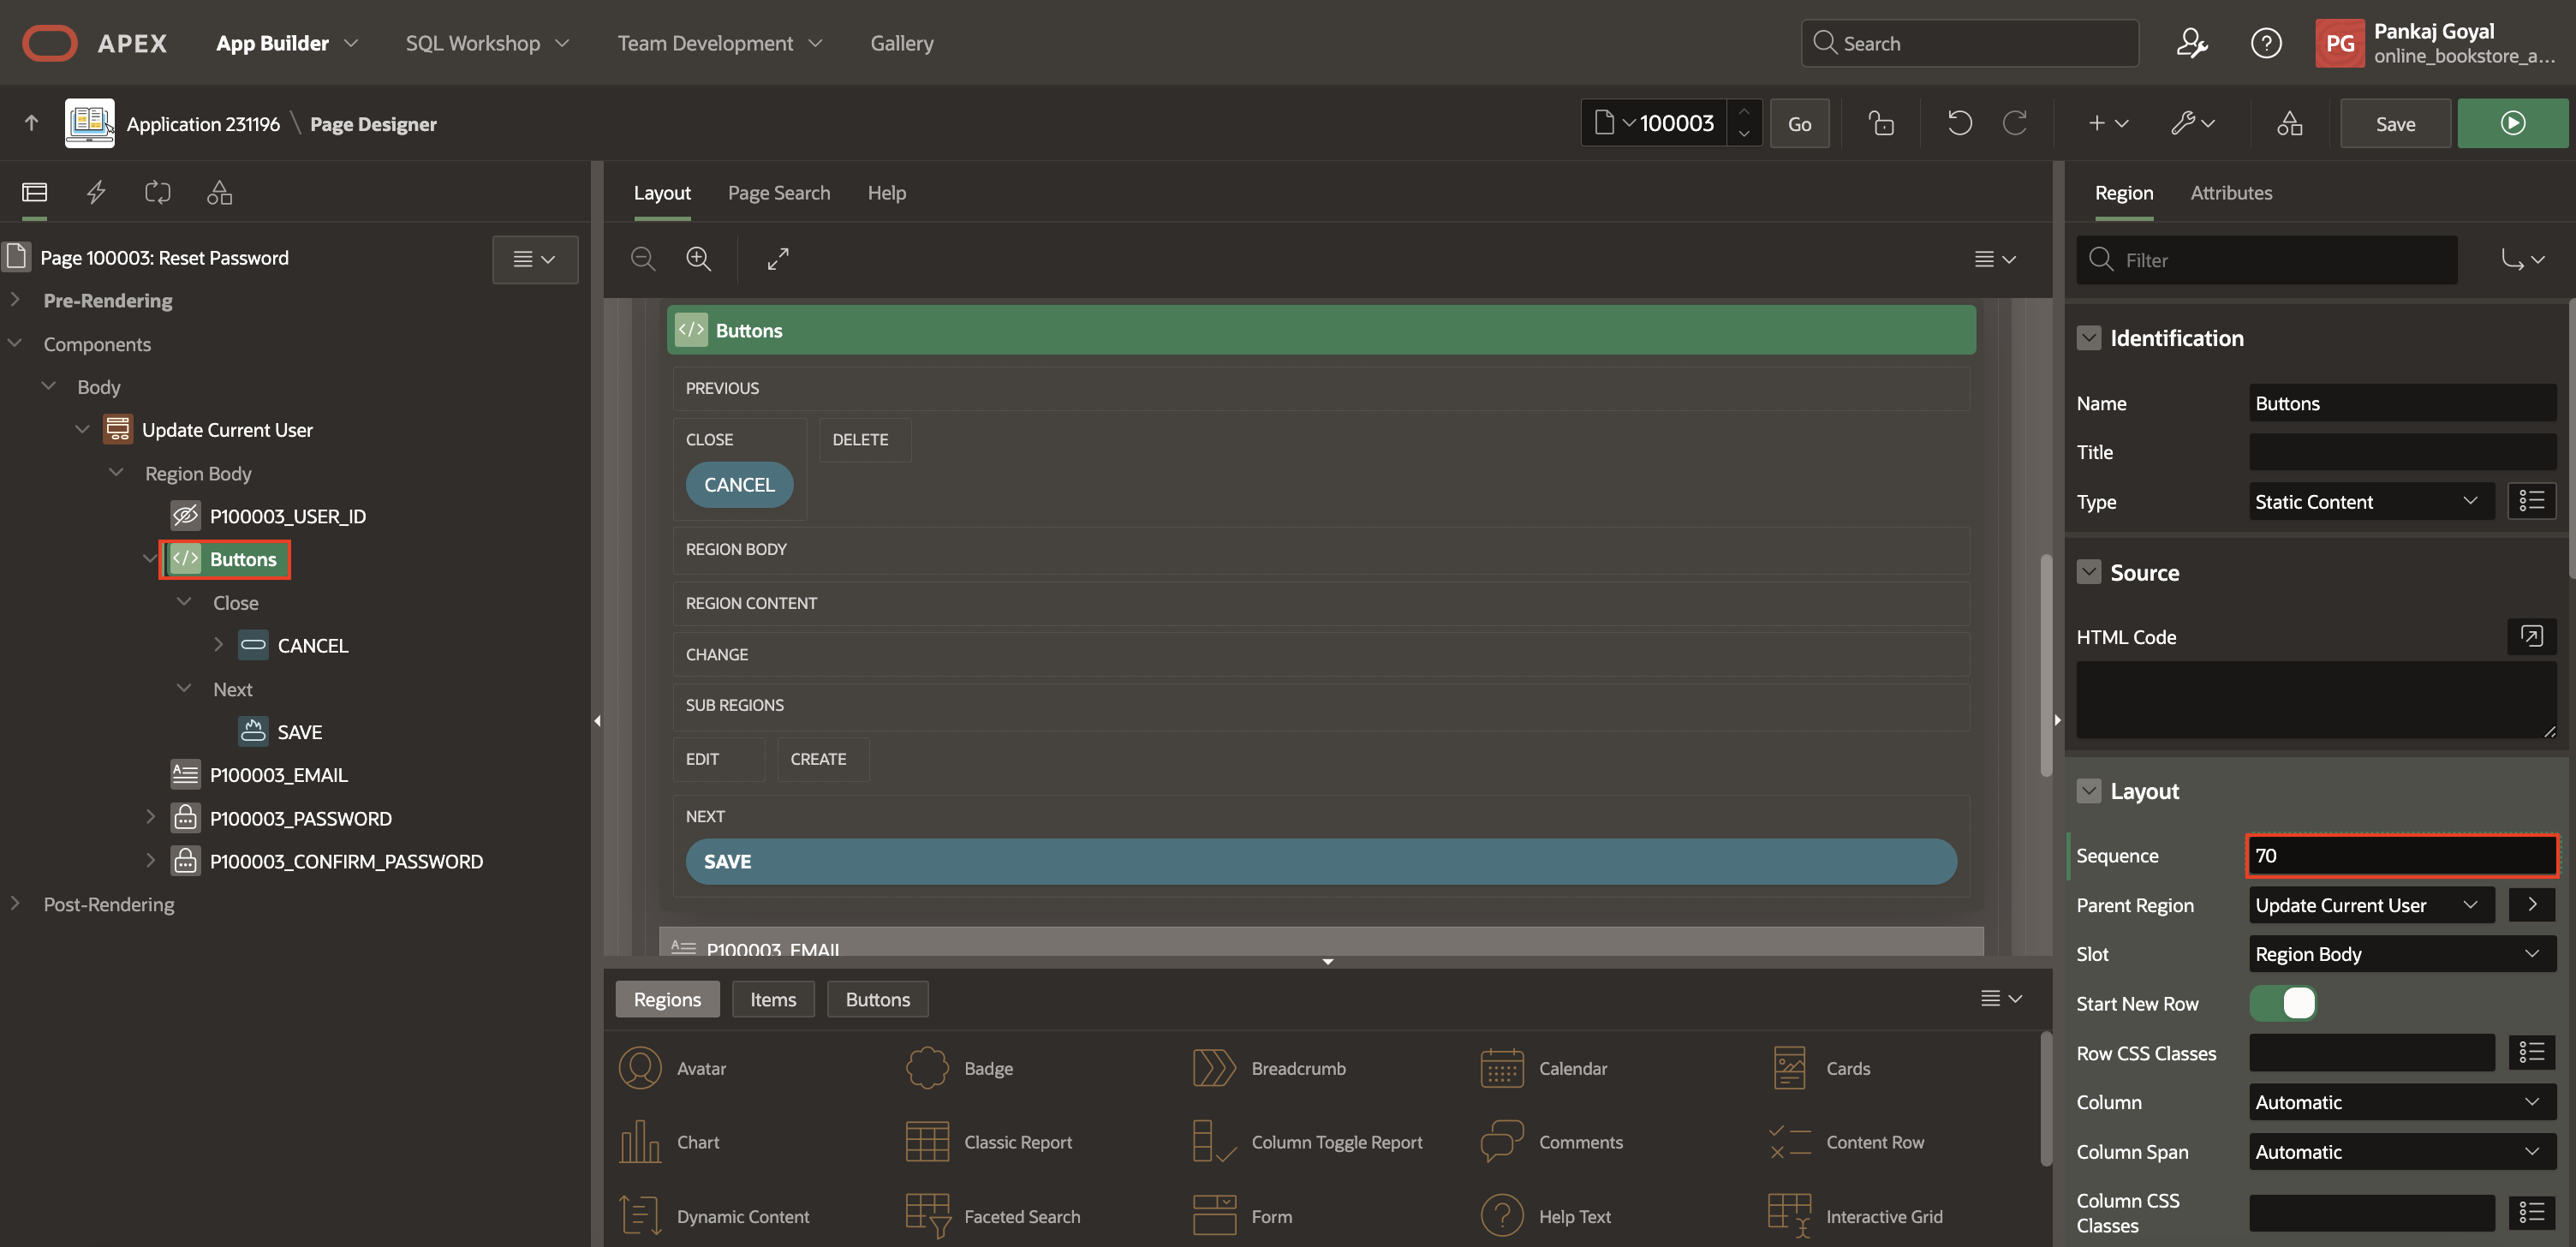 APEX App Builder SQL Workshop Team Development Gallery Search Pankaj Goyal
online_bookstore_a...
PG
Application 231196 \ Page Designer 100003 Go Save
Page 100003: Reset Password
Pre-Rendering
Components
Body
Update Current User
Region Body
P100003_USER_ID
</> Buttons
Close
CANCEL
Next
SAVE
P100003_EMAIL
P100003_PASSWORD
P100003_CONFIRM_PASSWORD
Post-Rendering
Layout Page Search Help
</> Buttons
PREVIOUS
CLOSE DELETE
CANCEL
REGION BODY
REGION CONTENT
CHANGE
SUB REGIONS
EDIT CREATE
NEXT
SAVE
P100003_EMAIL
Regions Items Buttons
Avatar Badge Breadcrumb Calendar Cards
Chart Classic Report Column Toggle Report Comments Content Row
Dynamic Content Faceted Search Form Help Text Interactive Grid
Region Attributes
Filter
Identification
Name Buttons
Title
Type Static Content
Source
HTML Code
Layout
Sequence 70
Parent Region Update Current User
Slot Region Body
Start New Row
Row CSS Classes
Column Automatic
Column Span Automatic
Column CSS
Classes